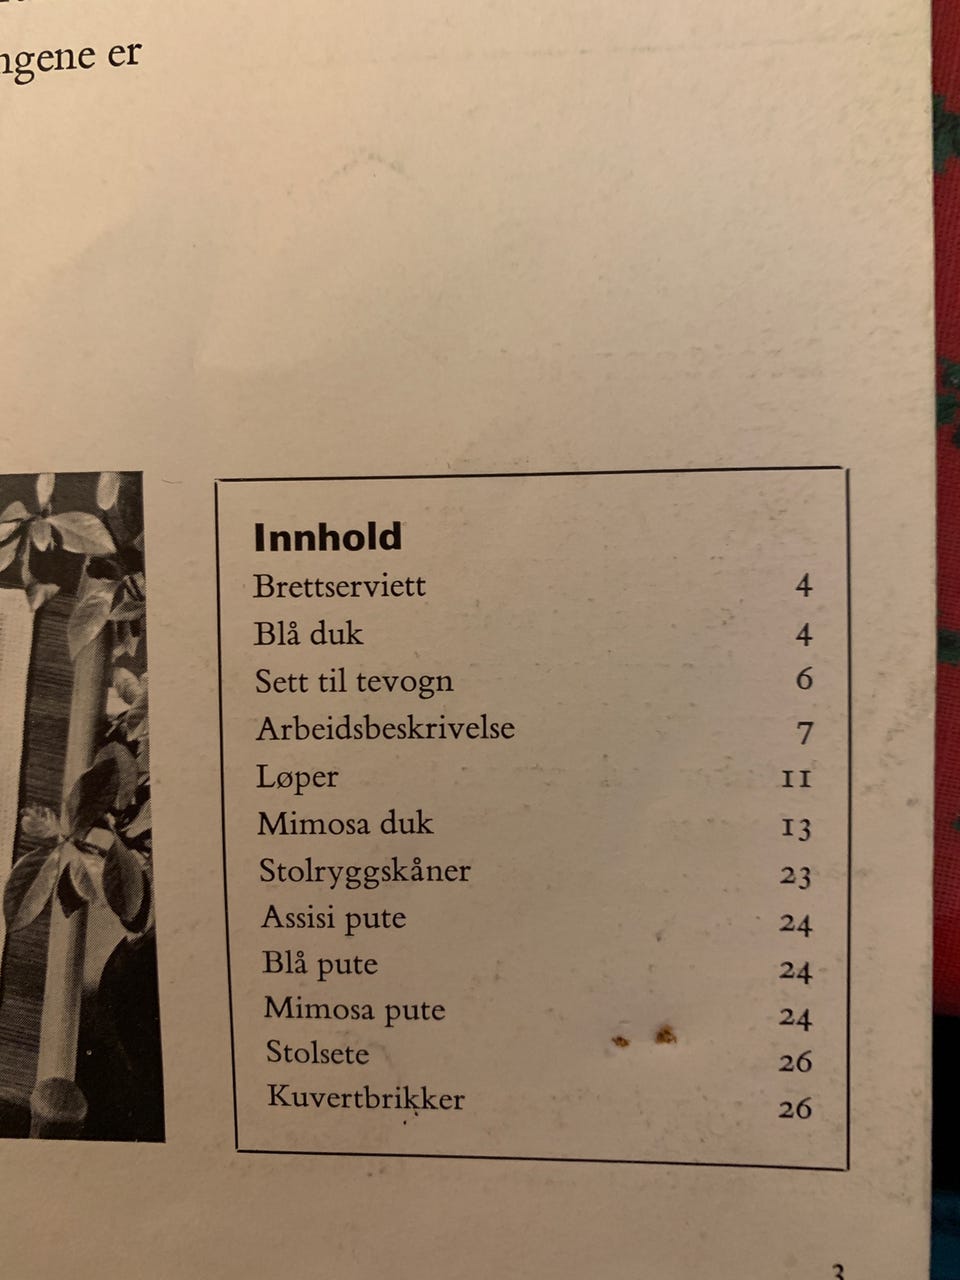 er
Innhold
Brettserviett 4
Blå duk 4
Sett til tevogn 6
Arbeidsbeskrivelse 7
Løper 11
Mimosa duk 13
Stolryggskåner 23
Assisi pute 24
Blå pute 24
Mimosa pute 24
Stolsete 26
Kuvertbrikker 26
3